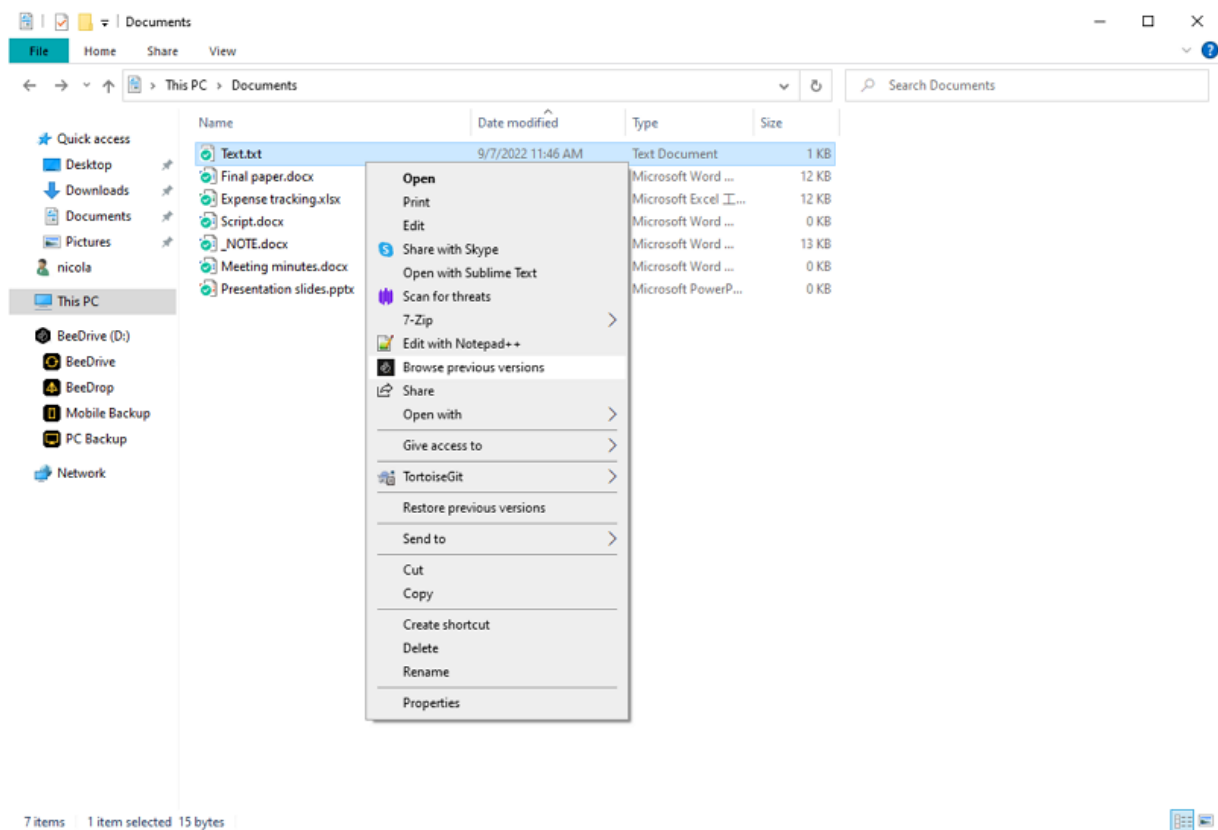 Documents
File Home Share View
This PC > Documents
Search Documents
Name Date modified Type Size
Quick access
Desktop
Downloads
Documents
Pictures
nicola
This PC
BeeDrive (D:)
BeeDrive
BeeDrop
Mobile Backup
PC Backup
Network
Text.txt 9/7/2022 11:46 AM Text Document 1 KB
Final paper.docx Microsoft Word ... 12 KB
Expense tracking.xlsx Microsoft Excel 工... 12 KB
Script.docx Microsoft Word ... 0 KB
_NOTE.docx Microsoft Word ... 13 KB
Meeting minutes.docx Microsoft Word ... 0 KB
Presentation slides.pptx Microsoft PowerP... 0 KB
Open
Print
Edit
Share with Skype
Open with Sublime Text
Scan for threats
7-Zip
Edit with Notepad++
Browse previous versions
Share
Open with
Give access to
TortoiseGit
Restore previous versions
Send to
Cut
Copy
Create shortcut
Delete
Rename
Properties
7 items 1 item selected 15 bytes